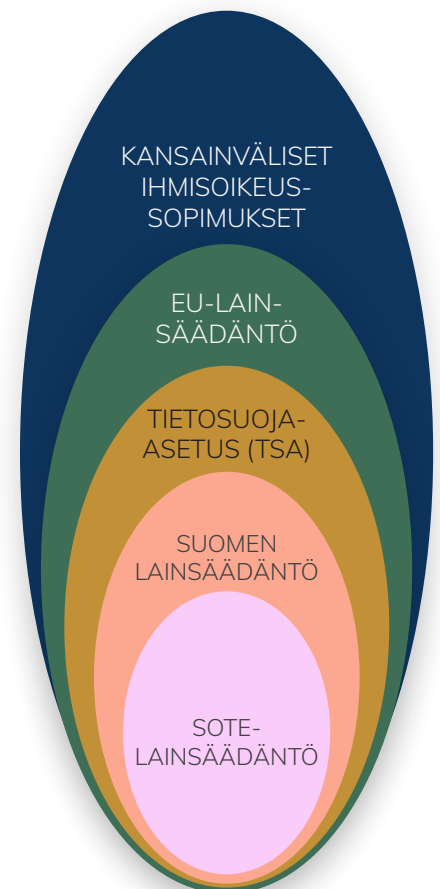 KANSAINVÄLISET
IHMISOIKEUS-
SOPIMUKSET
EU-LAIN-
SÄÄDÄNTÖ
TIETOSUOJA-
ASETUS (TSA)
SUOMEN
LAINSÄÄDÄNTÖ
SOTE-
LAINSÄÄDÄNTÖ